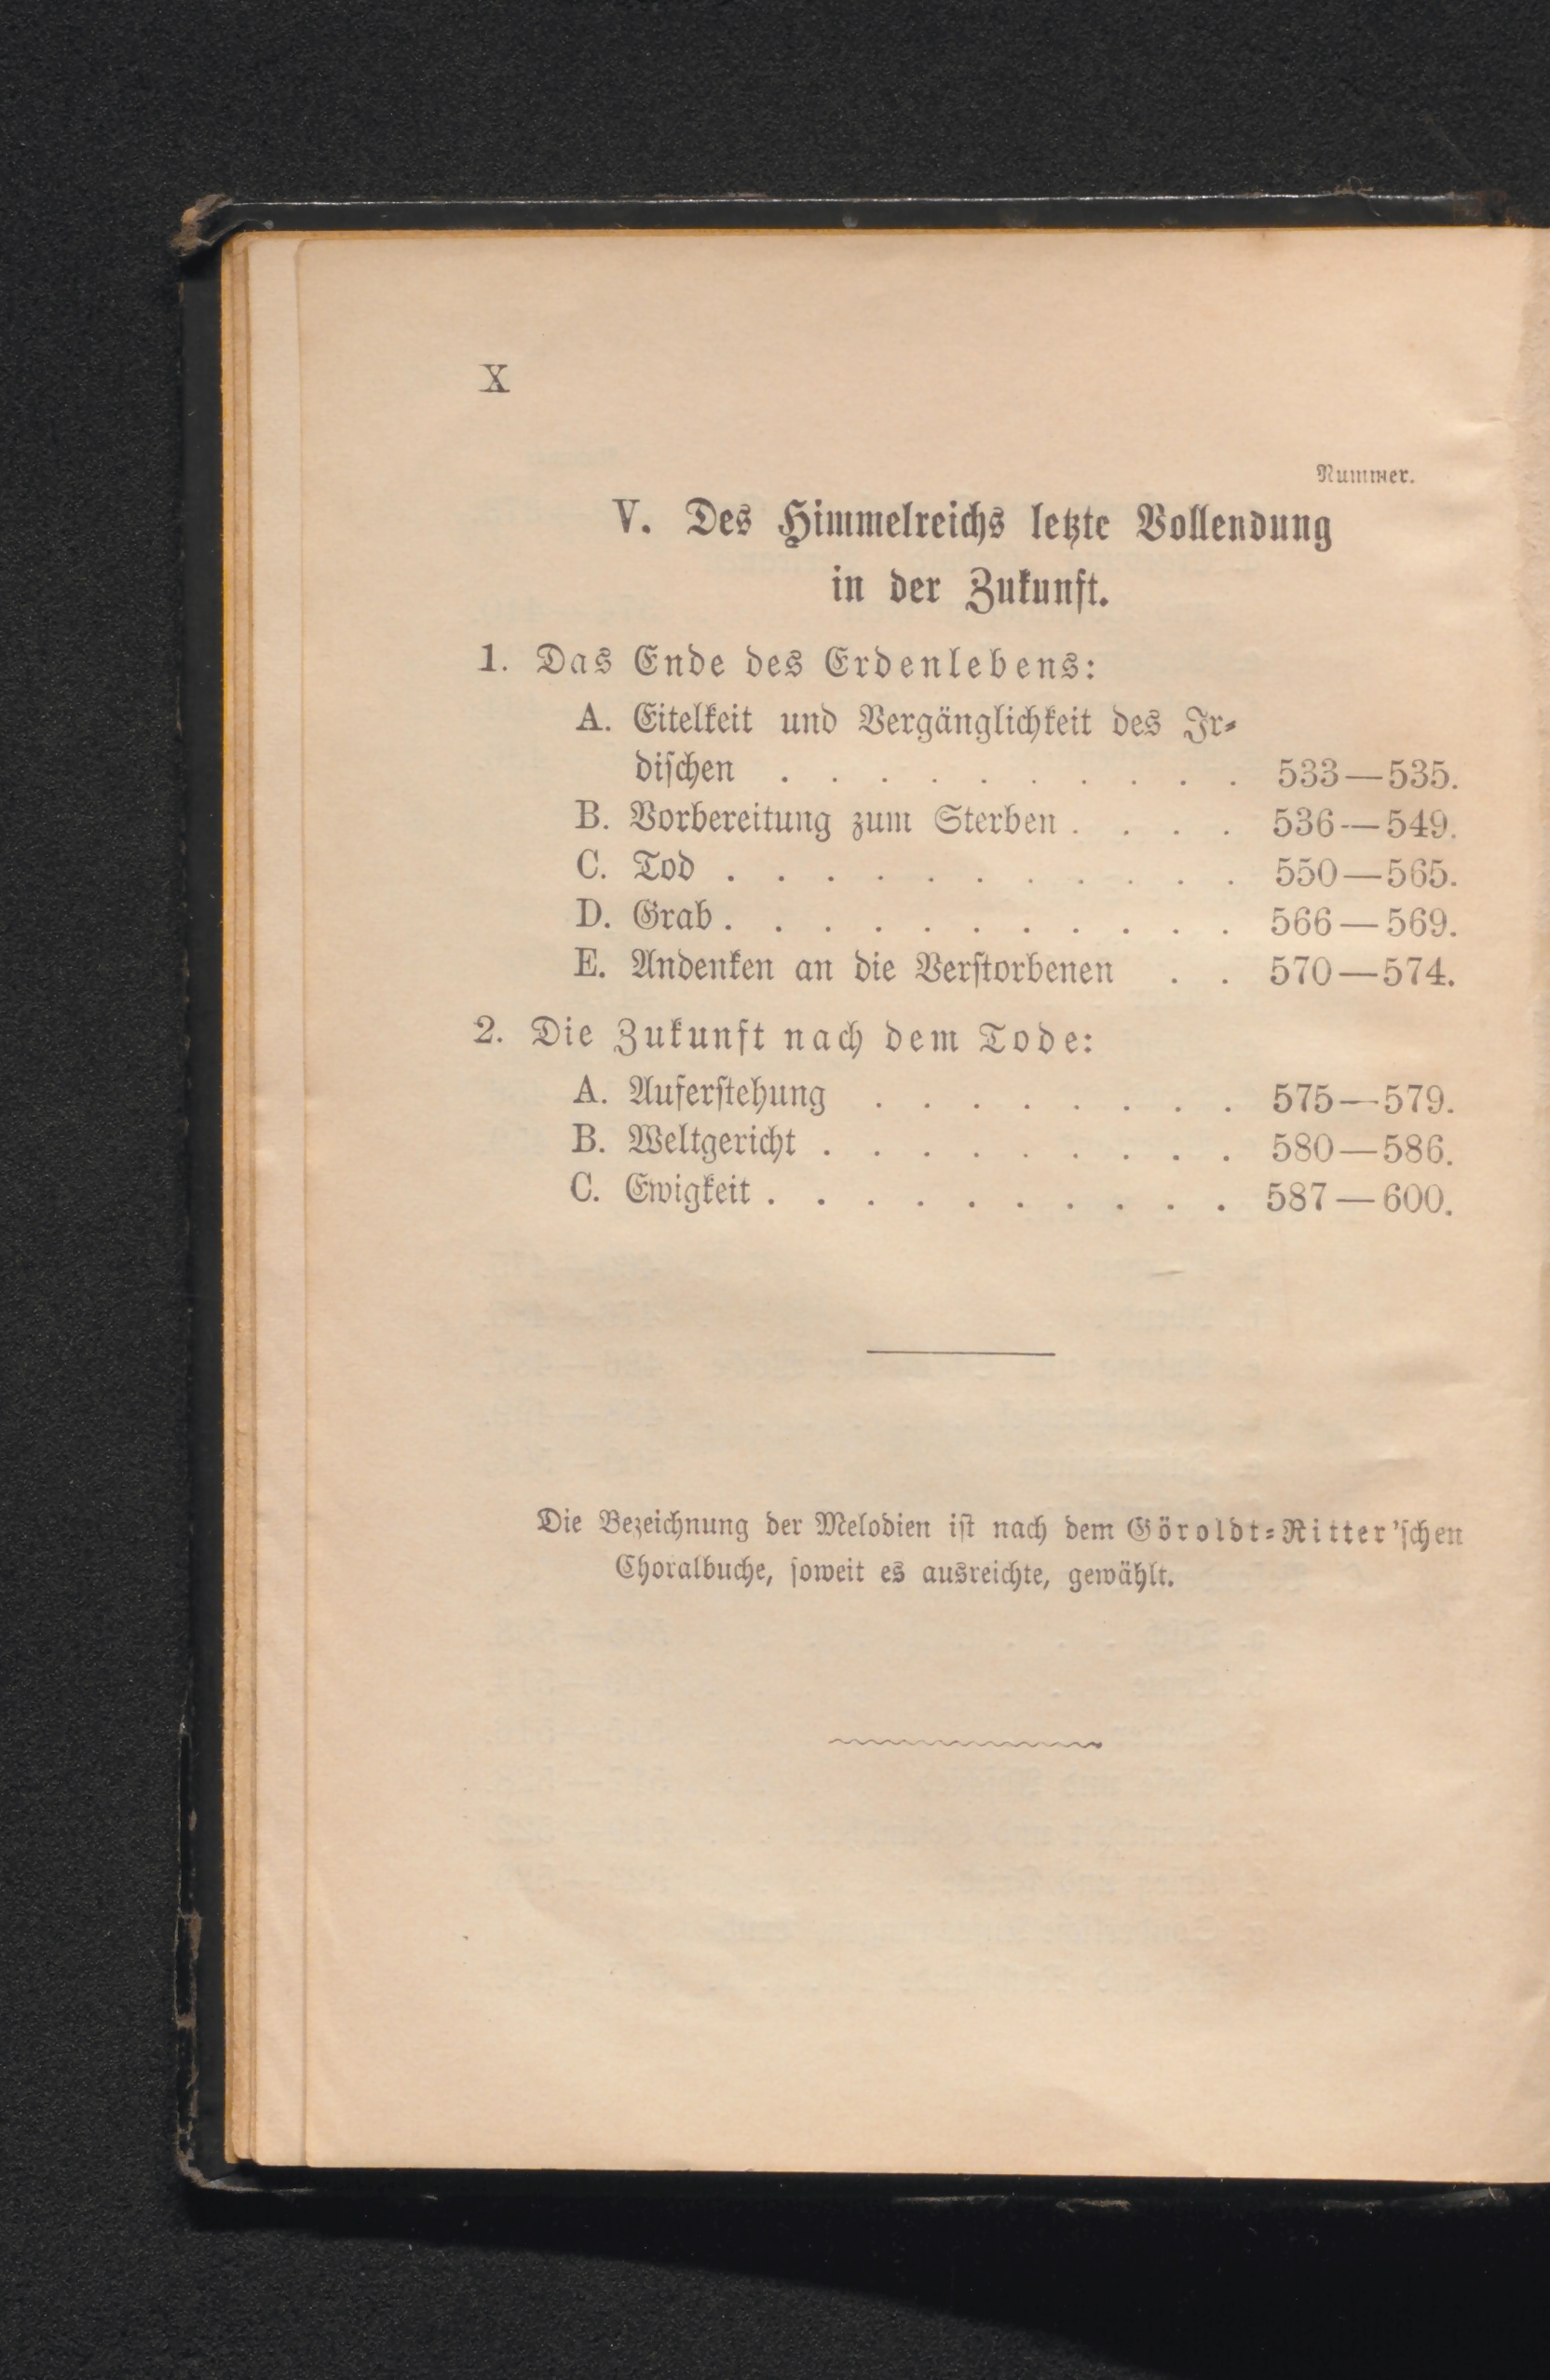 X
Nummer.
V. Des Himmelreichs letzte Vollendung
in der Zukunft.
1. Das Ende des Erdenlebens:
A. Eitelkeit und Vergänglichkeit des Ir-
dischen . . . . . . . . . . 533—535.
B. Vorbereitung zum Sterben . . . . 536—549.
C. Tod . . . . . . . . . . . 550—565.
D. Grab . . . . . . . . . . . 566—569.
E. Andenken an die Verstorbenen . . 570—574.
2. Die Zukunft nach dem Tode:
A. Auferstehung . . . . . . . . 575—579.
B. Weltgericht . . . . . . . . . 580—586.
C. Ewigkeit . . . . . . . . . . 587—600.
Die Bezeichnung der Melodien ist nach dem Göroldt-Ritter'schen
Choralbuche, soweit es ausreichte, gewählt.